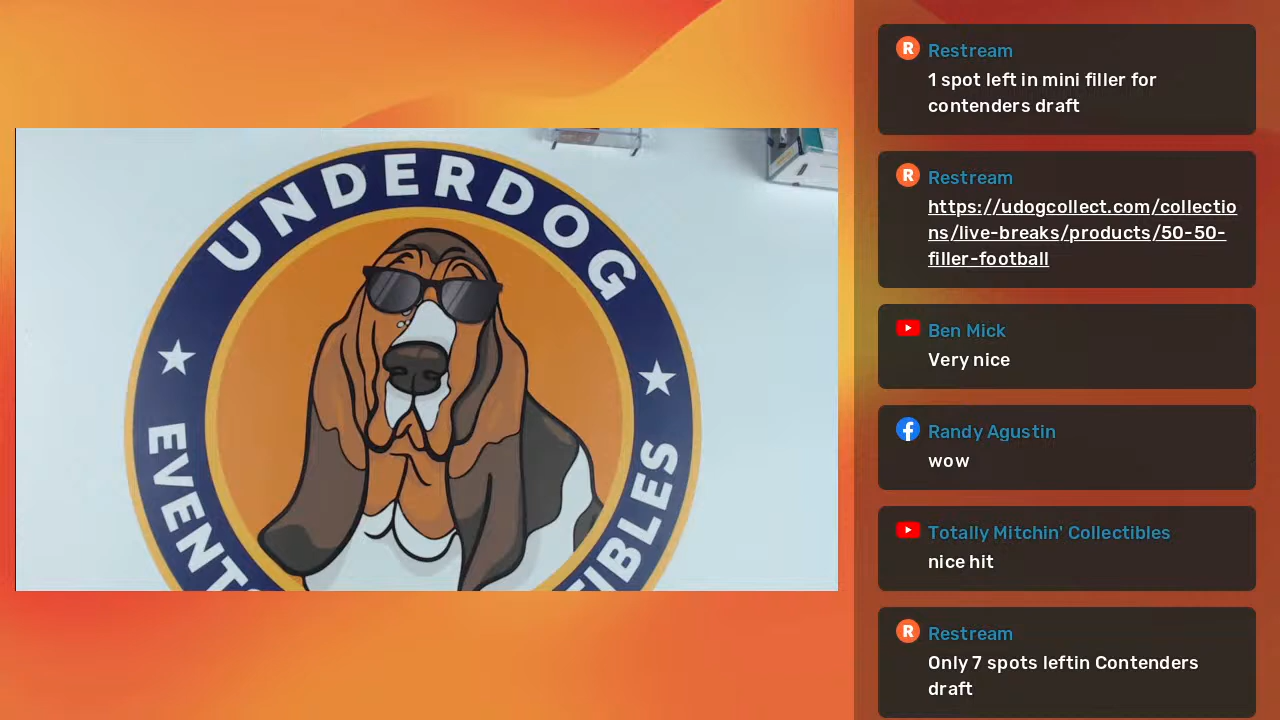 UNDERDOG
EVENTS
Restream
1 spot left in mini filler for
contenders draft
Restream
https://udogcollect.com/collectio
ns/live-breaks/products/50-50-
filler-football
Ben Mick
Very nice
Randy Agustin
wow
Totally Mitchin' Collectibles
nice hit
Restream
Only 7 spots leftin Contenders
draft